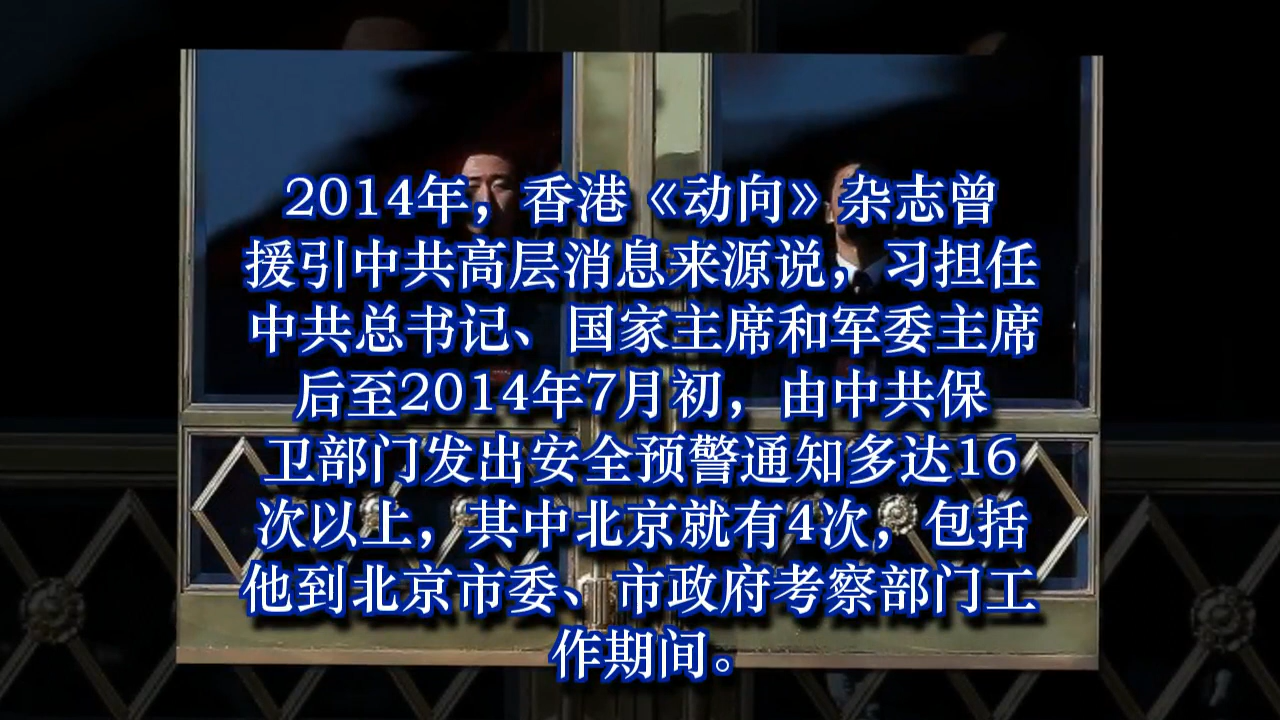 2014年，香港《动向》杂志曾
援引中共高层消息来源说，习担任
中共总书记、国家主席和军委主席
后至2014年7月初，由中共保
卫部门发出安全预警通知多达16
次以上，其中北京就有4次，包括
他到北京市委、市政府考察部门工
作期间。